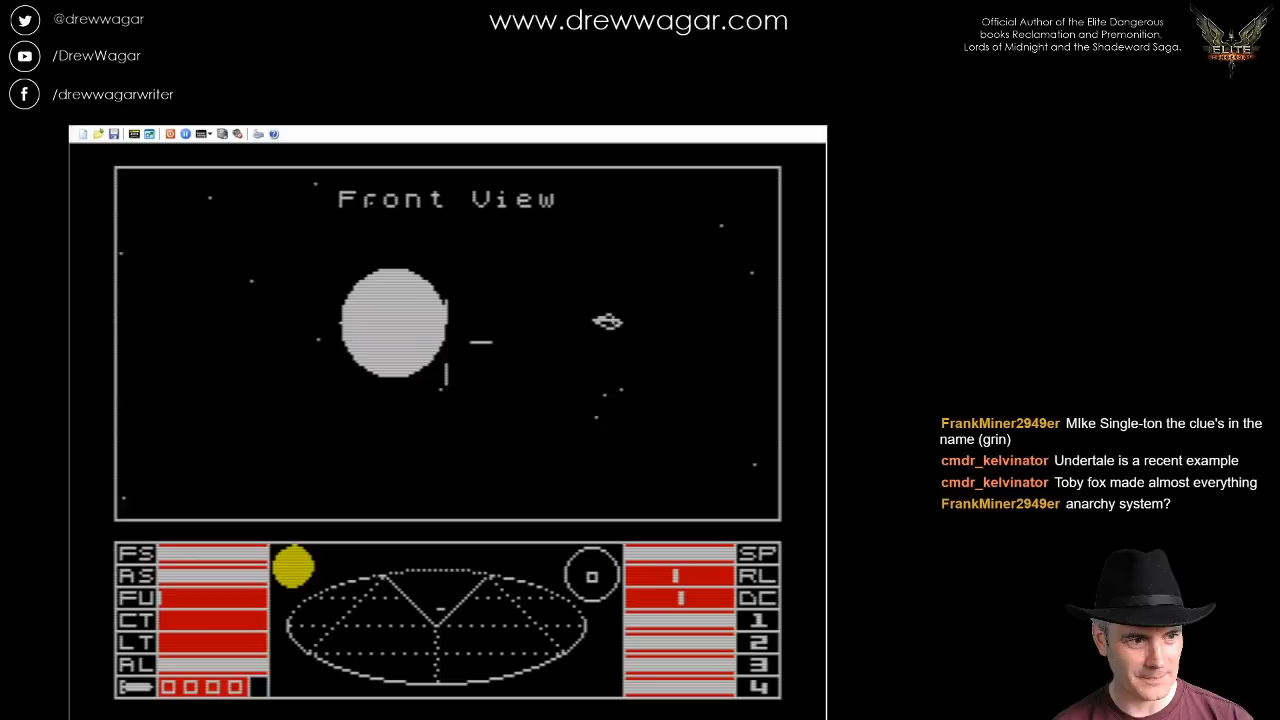 @drewwagar
/DrewWagar
/drewwagarwriter
www.drewwagar.com
Official Author of the Elite Dangerous
books Reclamation and Premonition,
Lords of Midnight and the Shadeward Saga.
ELITE
DANGEROUS
Front View
FS
AS
FU
CT
LT
AL
SP
RL
DC
1
2
3
4
FrankMiner2949er MIke Single-ton the clue's in the
name (grin)
cmdr_kelvinator Undertale is a recent example
cmdr_kelvinator Toby fox made almost everything
FrankMiner2949er anarchy system?